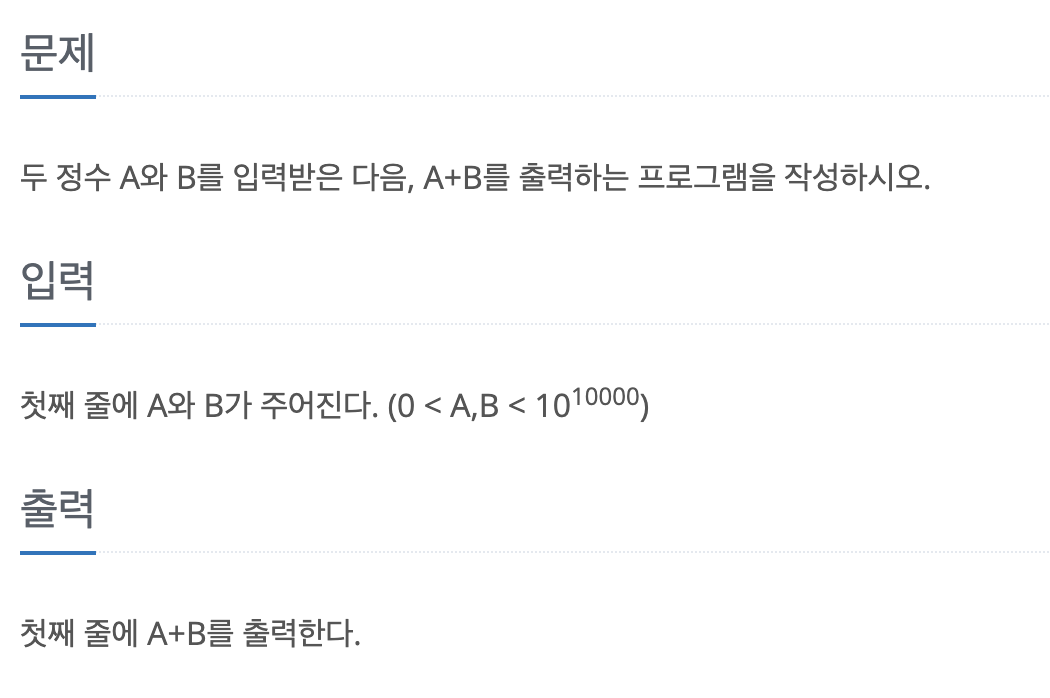 문제
두 정수 A와 B를 입력받은 다음, A+B를 출력하는 프로그램을 작성하시오.
입력
첫째 줄에 A와 B가 주어진다. (0 < A,B < 10^10000)
출력
첫째 줄에 A+B를 출력한다.